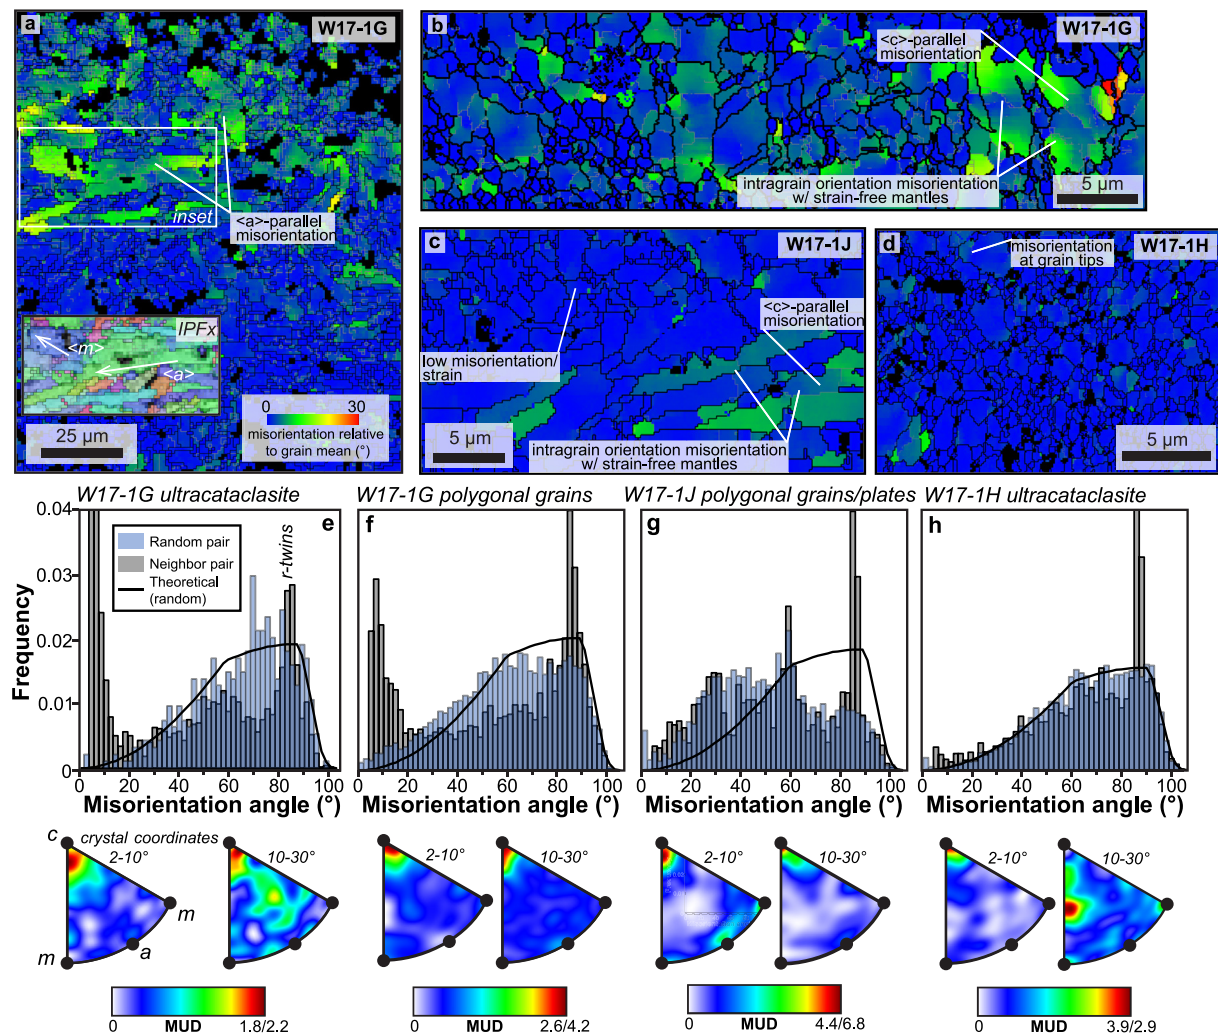 a
W17-1G
<a>-parallel
misorientation
inset
IPFx
<m>
<a>
0
30
misorientation relative
to grain mean (°)
25 µm
b
W17-1G
<c>-parallel
misorientation
intragrain orientation misorientation
w/ strain-free mantles
5 µm
c
W17-1J
<c>-parallel
misorientation
low misorientation/
strain
intragrain orientation misorientation
w/ strain-free mantles
5 µm
d
W17-1H
misorientation
at grain tips
5 µm
W17-1G ultracataclasite
W17-1G polygonal grains
W17-1J polygonal grains/plates
W17-1H ultracataclasite
e
Random pair
Neighbor pair
Theoretical
(random)
r-twins
Frequency
0.04
0.03
0.02
0.01
0
0 20 40 60 80 100
Misorientation angle (°)
f
0 20 40 60 80 100
Misorientation angle (°)
g
0 20 40 60 80 100
Misorientation angle (°)
h
0 20 40 60 80 100
Misorientation angle (°)
c
crystal coordinates
2-10°
10-30°
m
a
m
2-10°
10-30°
2-10°
10-30°
2-10°
10-30°
0 MUD 1.8/2.2
0 MUD 2.6/4.2
0 MUD 4.4/6.8
0 MUD 3.9/2.9